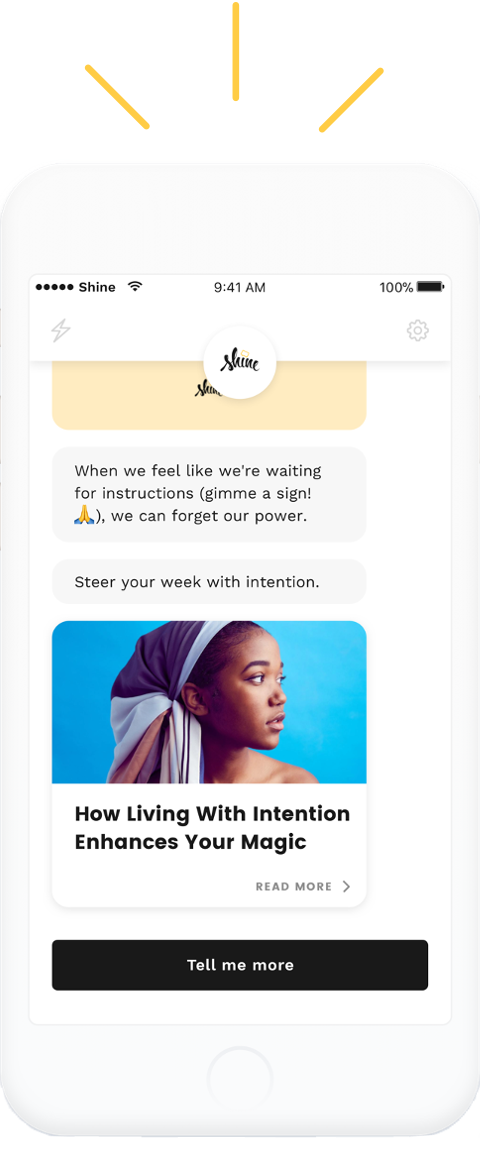 Shine
9:41 AM
100%
shine
shine
When we feel like we're waiting
for instructions (gimme a sign!
🙏), we can forget our power.
Steer your week with intention.
How Living With Intention
Enhances Your Magic
READ MORE
Tell me more